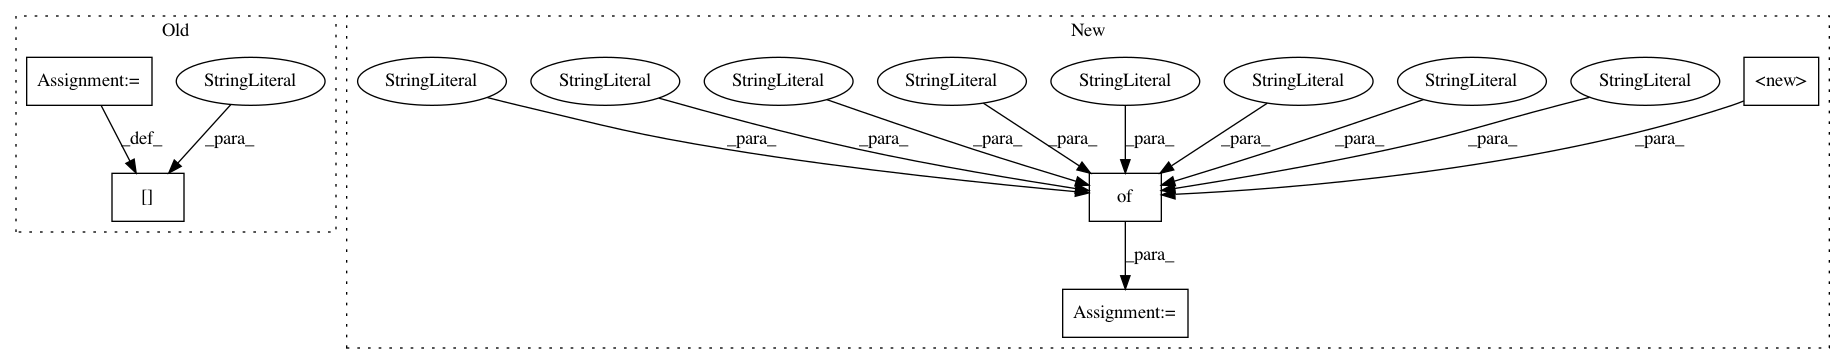 Old
New
Assignment:=
StringLiteral
StringLiteral
StringLiteral
StringLiteral
StringLiteral
StringLiteral
StringLiteral
StringLiteral
StringLiteral
<new>
_def_
_para_
_para_
_para_
_para_
_para_
_para_
_para_
_para_
_para_
_para_
[]
of
_para_
Assignment:=